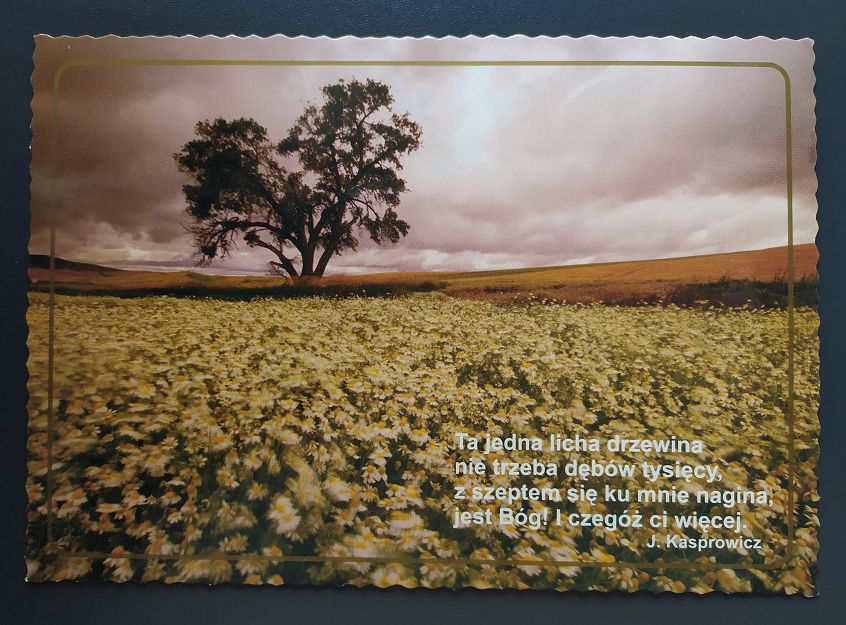 Ta jedna licha drzewina
nie trzeba dębów tysięcy,
z szeptem się ku mnie nagina,
jest Bóg! I czegóż ci więcej.
J. Kasprowicz